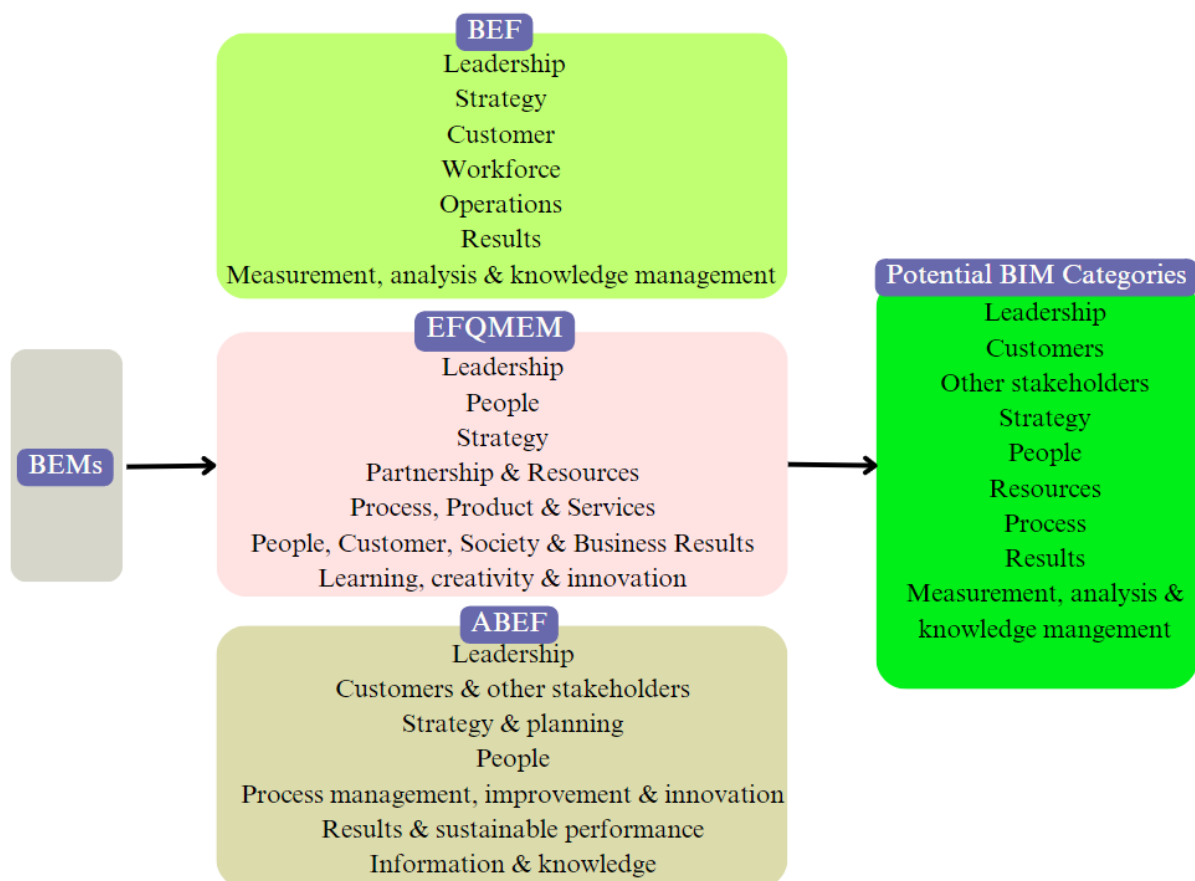 BEF
Leadership
Strategy
Customer
Workforce
Operations
Results
Measurement, analysis & knowledge management
BEMs
EFQMEM
Leadership
People
Strategy
Partnership & Resources
Process, Product & Services
People, Customer, Society & Business Results
Learning, creativity & innovation
ABEF
Leadership
Customers & other stakeholders
Strategy & planning
People
Process management, improvement & innovation
Results & sustainable performance
Information & knowledge
Potential BIM Categories
Leadership
Customers
Other stakeholders
Strategy
People
Resources
Process
Results
Measurement, analysis &
knowledge mangement